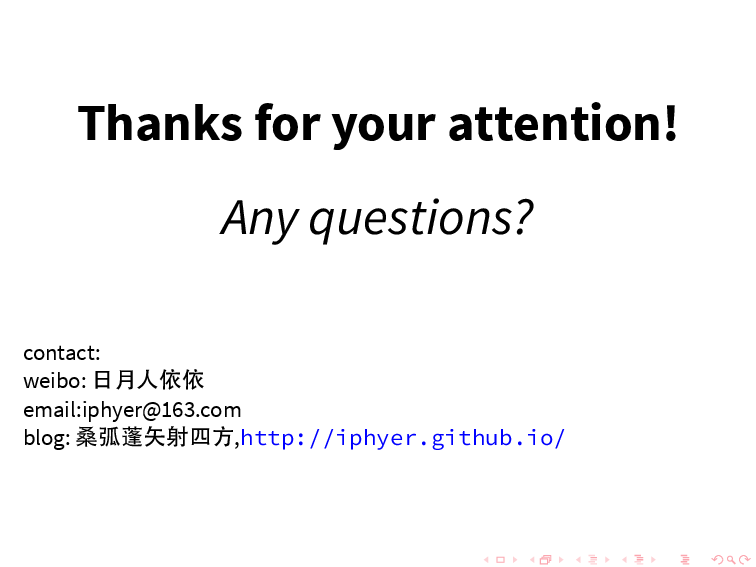 Thanks for your attention!
Any questions?
contact:
weibo: 日月人依依
email:iphyer@163.com
blog: 桑弧蓬矢射四方,http://iphyer.github.io/